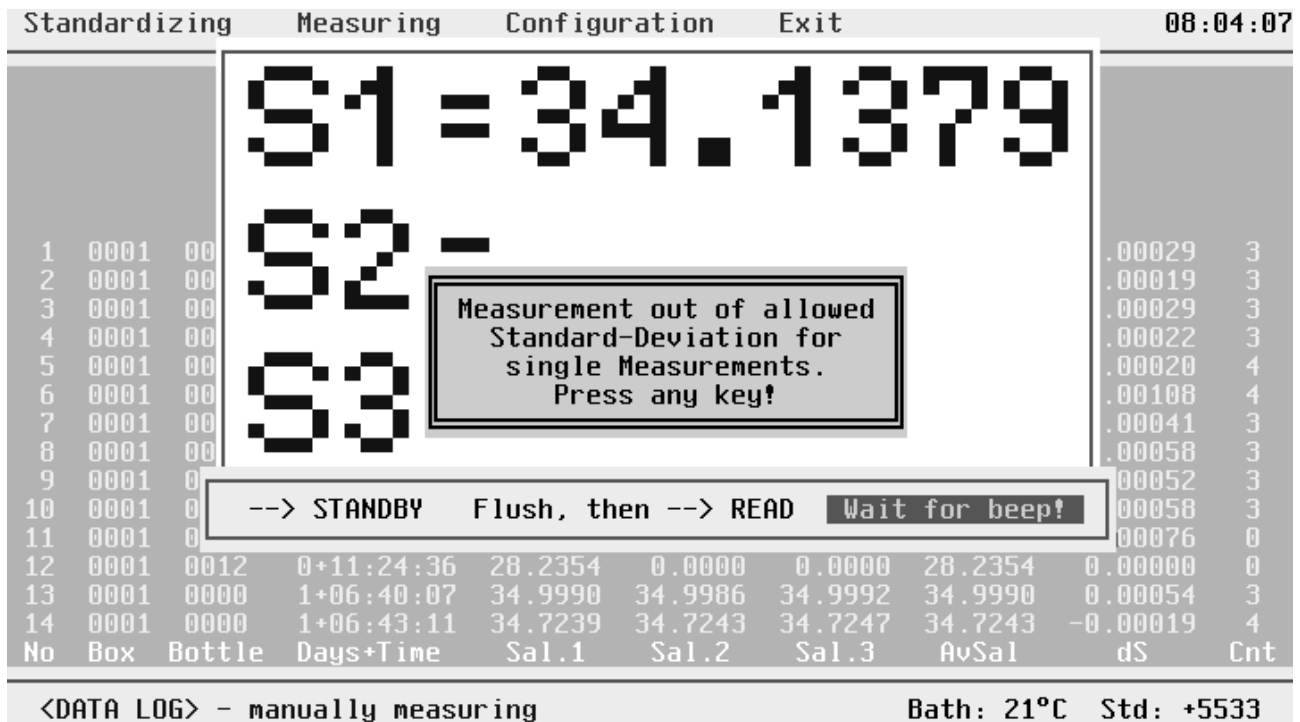 Standardizing Measuring Configuration Exit 08:04:07
S1=34.1379
S2-
S3
Measurement out of allowed
Standard-Deviation for
single Measurements.
Press any key!
1 0001 00 .00029 3
2 0001 00 .00019 3
3 0001 00 .00029 3
4 0001 00 .00022 3
5 0001 00 .00020 4
6 0001 00 .00108 4
7 0001 00 .00041 3
8 0001 00 .00058 3
9 0001 0 00052 3
10 0001 0 00058 3
11 0001 0 00076 0
--> STANDBY Flush, then --> READ Wait for beep!
12 0001 0012 0+11:24:36 28.2354 0.0000 0.0000 28.2354 0.00000 0
13 0001 0000 1+06:40:07 34.9990 34.9986 34.9992 34.9990 0.00054 3
14 0001 0000 1+06:43:11 34.7239 34.7243 34.7247 34.7243 -0.00019 4
No Box Bottle Days+Time Sal.1 Sal.2 Sal.3 AvSal dS Cnt
<DATA LOG> - manually measuring Bath: 21°C Std: +5533